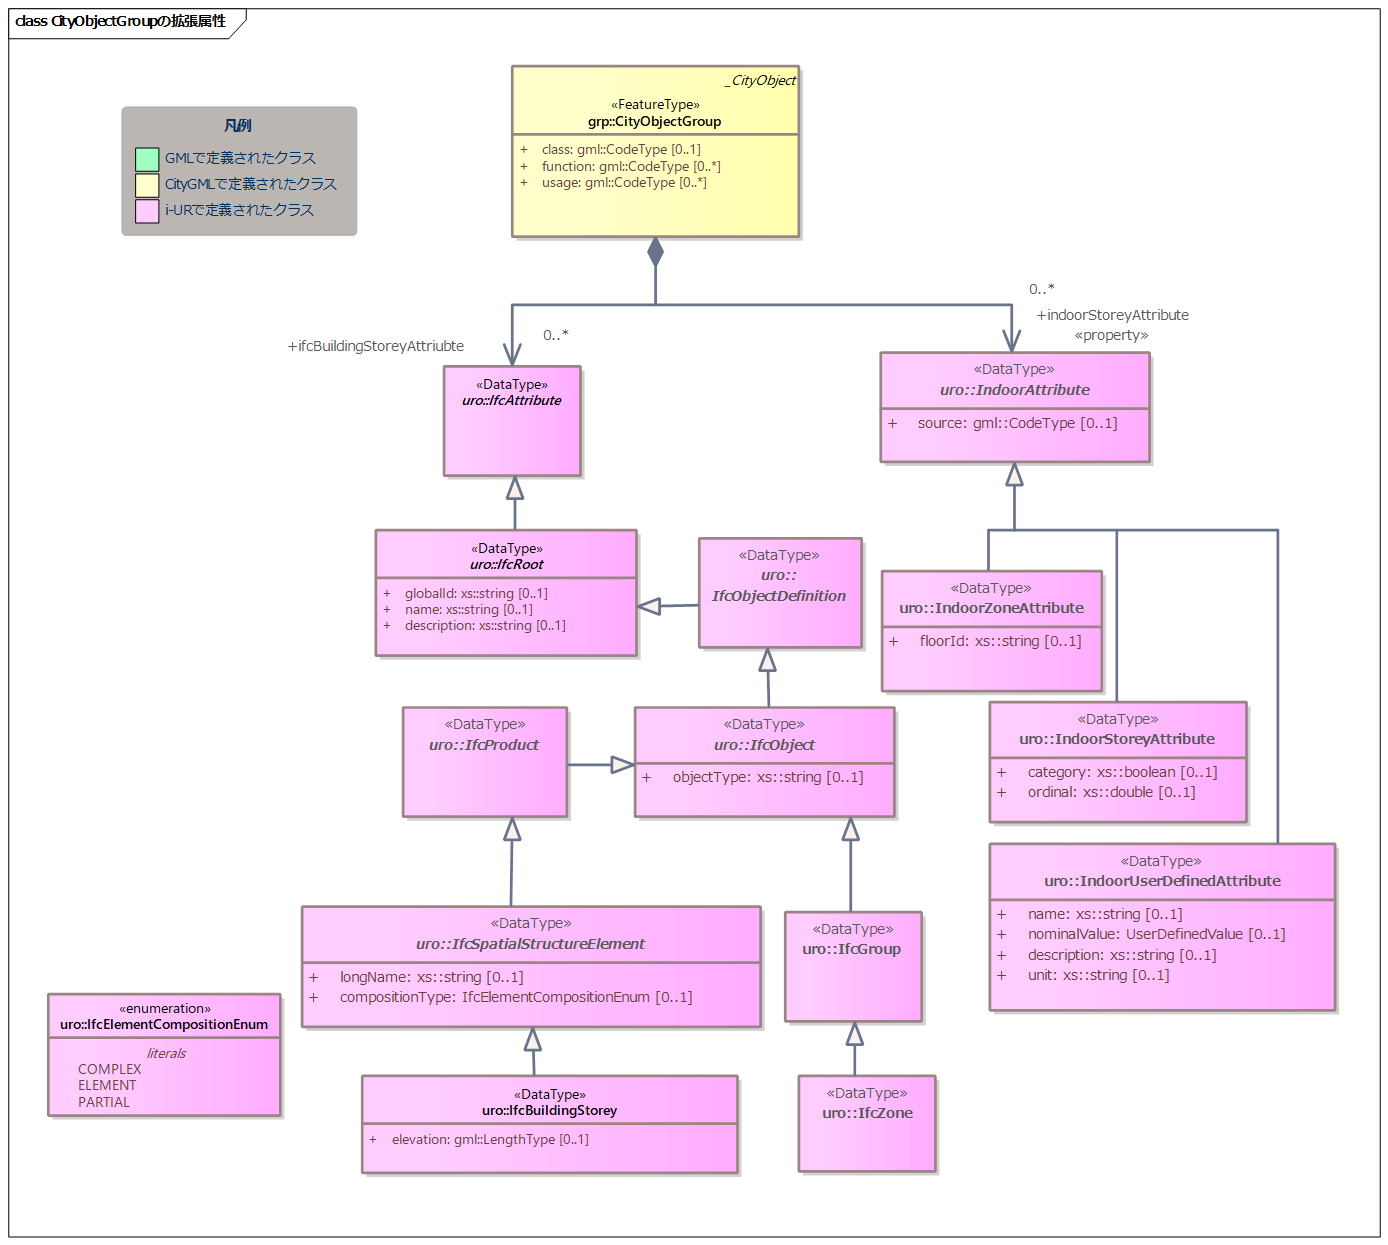 class CityObjectGroupの拡張属性
凡例
GMLで定義されたクラス
CityGMLで定義されたクラス
i-URで定義されたクラス
_CityObject
«FeatureType»
grp::CityObjectGroup
+ class: gml::CodeType [0..1]
+ function: gml::CodeType [0..*]
+ usage: gml::CodeType [0..*]
+ifcBuildingStoreyAttriubte
0..*
0..*
+indoorStoreyAttribute
«property»
«DataType»
uro::IfcAttribute
«DataType»
uro::IndoorAttribute
+ source: gml::CodeType [0..1]
«DataType»
uro::IfcRoot
+ globalId: xs::string [0..1]
+ name: xs::string [0..1]
+ description: xs::string [0..1]
«DataType»
uro::
IfcObjectDefinition
«DataType»
uro::IndoorZoneAttribute
+ floorId: xs::string [0..1]
«DataType»
uro::IfcProduct
«DataType»
uro::IfcObject
+ objectType: xs::string [0..1]
«DataType»
uro::IndoorStoreyAttribute
+ category: xs::boolean [0..1]
+ ordinal: xs::double [0..1]
«DataType»
uro::IndoorUserDefinedAttribute
+ name: xs::string [0..1]
+ nominalValue: UserDefinedValue [0..1]
+ description: xs::string [0..1]
+ unit: xs::string [0..1]
«DataType»
uro::IfcSpatialStructureElement
+ longName: xs::string [0..1]
+ compositionType: IfcElementCompositionEnum [0..1]
«DataType»
uro::IfcGroup
«enumeration»
uro::IfcElementCompositionEnum
literals
COMPLEX
ELEMENT
PARTIAL
«DataType»
uro::IfcBuildingStorey
+ elevation: gml::LengthType [0..1]
«DataType»
uro::IfcZone